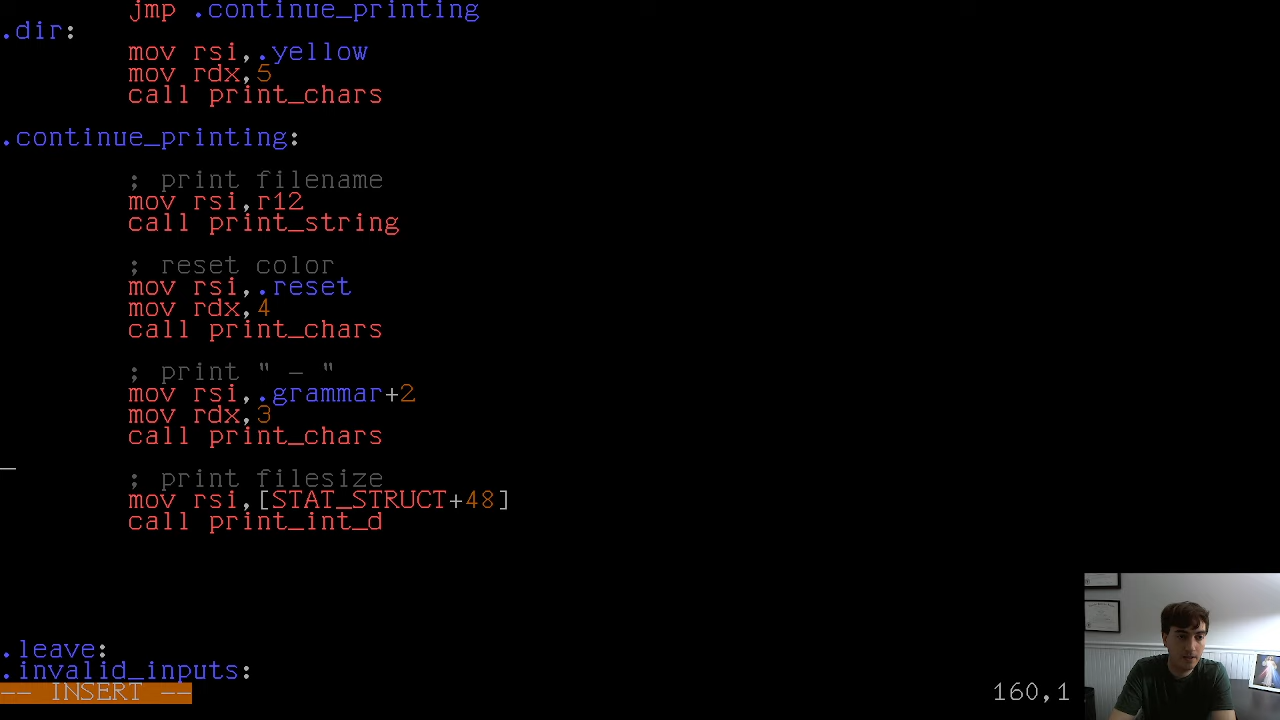 jmp .continue_printing
.dir:
mov rsi,.yellow
mov rdx,5
call print_chars
.continue_printing:
; print filename
mov rsi,r12
call print_string
; reset color
mov rsi,.reset
mov rdx,4
call print_chars
; print " - "
mov rsi,.grammar+2
mov rdx,3
call print_chars
; print filesize
mov rsi,[STAT_STRUCT+48]
call print_int_d
.leave:
.invalid_inputs:
-- INSERT -- 160,1